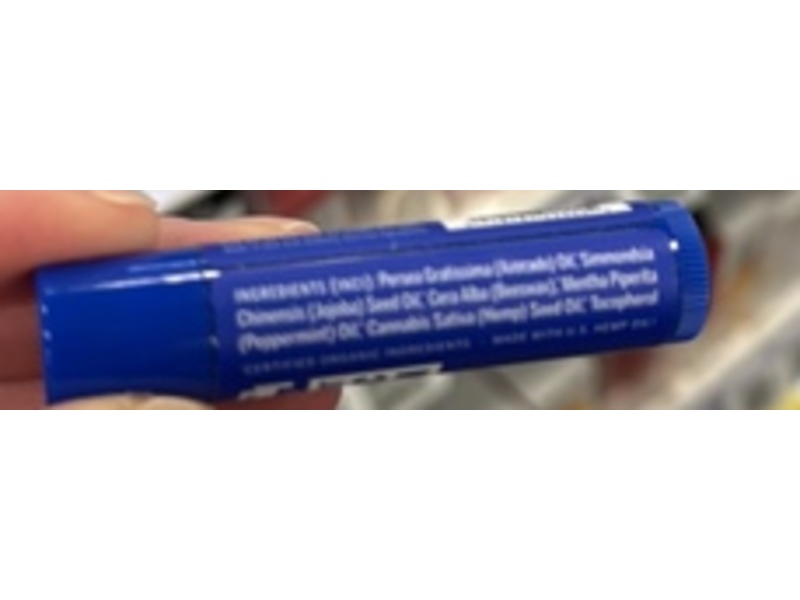 INGREDIENTS (INCI): Persea Gratissima (Avocado) Oil,* Simmondsia
Chinensis (Jojoba) Seed Oil,* Cera Alba (Beeswax),* Mentha Piperita
(Peppermint) Oil,* Cannabis Sativa (Hemp) Seed Oil,* Tocopherol
*CERTIFIED ORGANIC INGREDIENTS MADE WITH U.S. HEMP OIL!